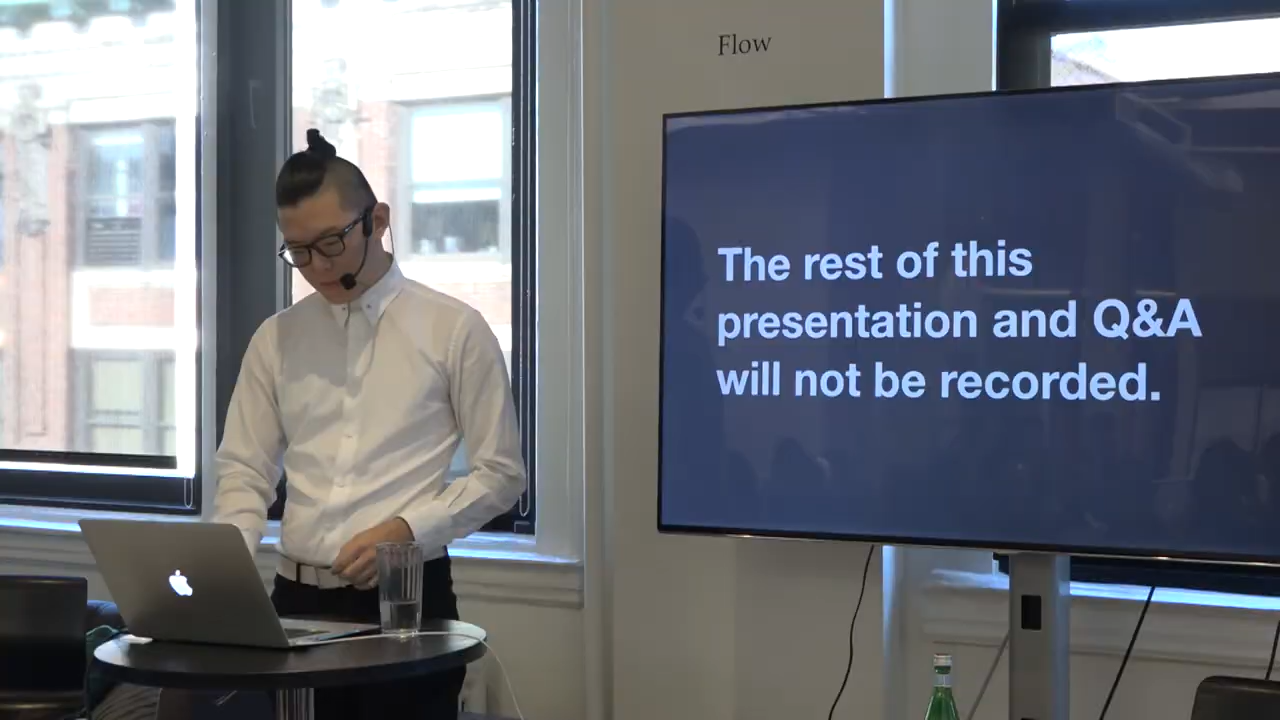 Flow
The rest of this
presentation and Q&A
will not be recorded.